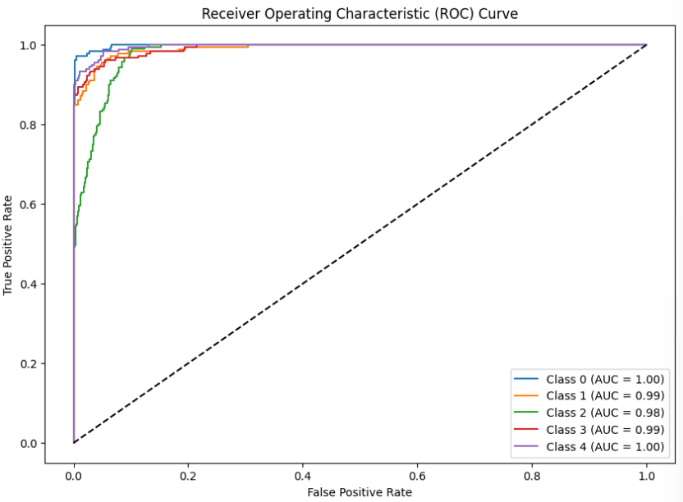 Receiver Operating Characteristic (ROC) Curve
True Positive Rate
1.0
0.8
0.6
0.4
0.2
0.0
Class 0 (AUC = 1.00)
Class 1 (AUC = 0.99)
Class 2 (AUC = 0.98)
Class 3 (AUC = 0.99)
Class 4 (AUC = 1.00)
0.0 0.2 0.4 0.6 0.8 1.0
False Positive Rate